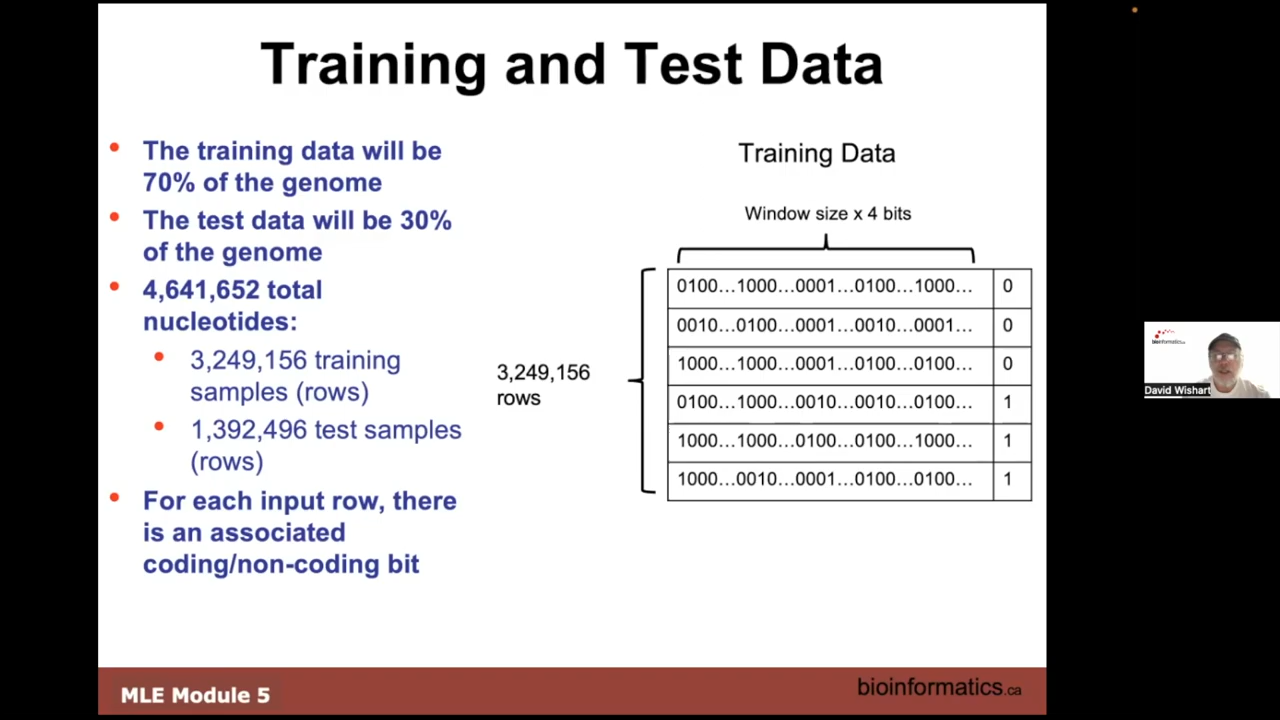 Training and Test Data
The training data will be
70% of the genome
The test data will be 30%
of the genome
4,641,652 total
nucleotides:
3,249,156 training
samples (rows)
1,392,496 test samples
(rows)
For each input row, there
is an associated
coding/non-coding bit
Training Data
Window size x 4 bits
3,249,156
rows
0100...1000...0001...0100...1000... 0
0010...0100...0001...0010...0001... 0
1000...1000...0001...0100...0100... 0
0100...1000...0010...0010...0100... 1
1000...1000...0100...0100...1000... 1
1000...0010...0001...0100...0100... 1
MLE Module 5
bioinformatics.ca
bioinformatics.ca
David Wishart